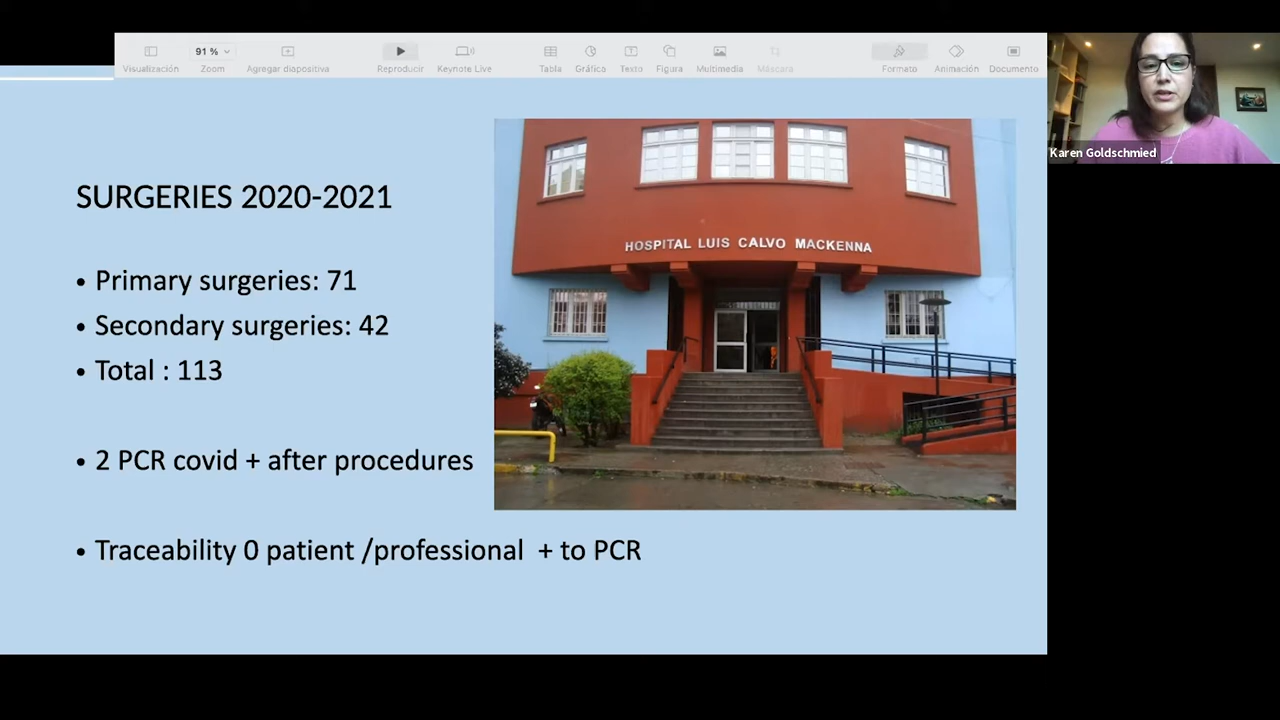 91 %
Visualización
Zoom
Agregar diapositiva
Reproducir
Keynote Live
Tabla
Gráfico
Texto
Figura
Multimedia
Máscara
Formato
Animación
Documento
Karen Goldschmied
SURGERIES 2020-2021
• Primary surgeries: 71
• Secondary surgeries: 42
• Total : 113
• 2 PCR covid + after procedures
• Traceability 0 patient /professional + to PCR
HOSPITAL LUIS CALVO MACKENNA